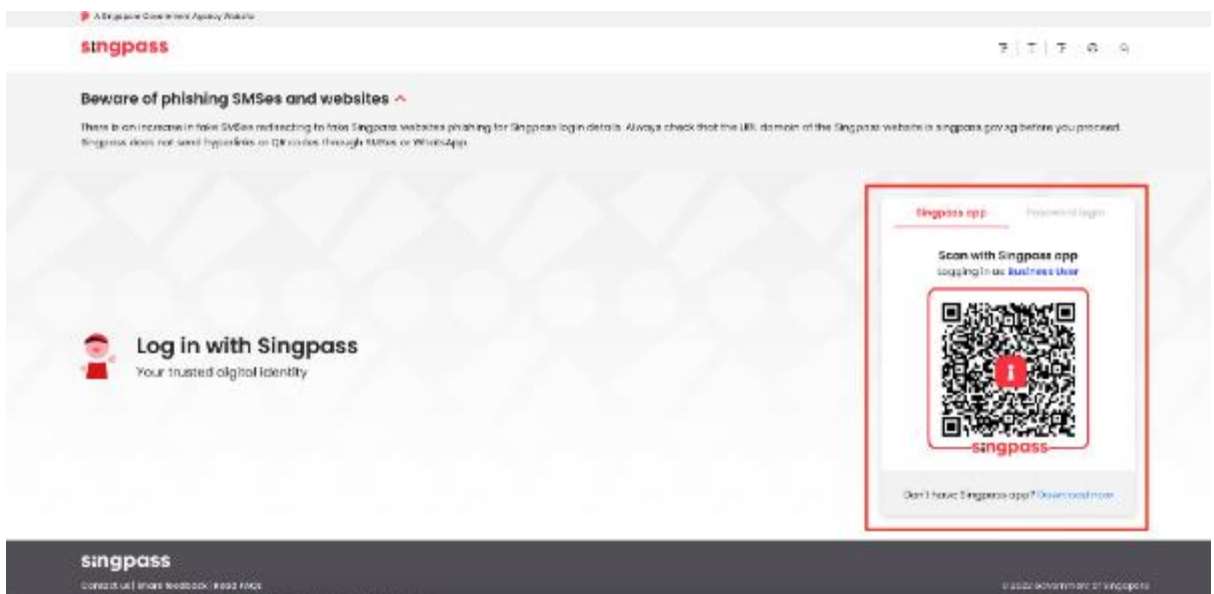 A Singapore Government Agency Website
singpass
Beware of phishing SMSes and websites
There is an increase in fake SMSes redirecting to fake Singpass websites phishing for Singpass login details. Always check that the URL domain of the Singpass website is singpass.gov.sg before you proceed.
Singpass does not send hyperlinks or QR codes through SMSes or WhatsApp.
Singpass app Password login
Scan with Singpass app
Logging in as Business User
singpass
Log in with Singpass
Your trusted digital identity
Don't have Singpass app? Download now
singpass
Contact us | Share feedback | Read FAQs
© 2022 Government of Singapore